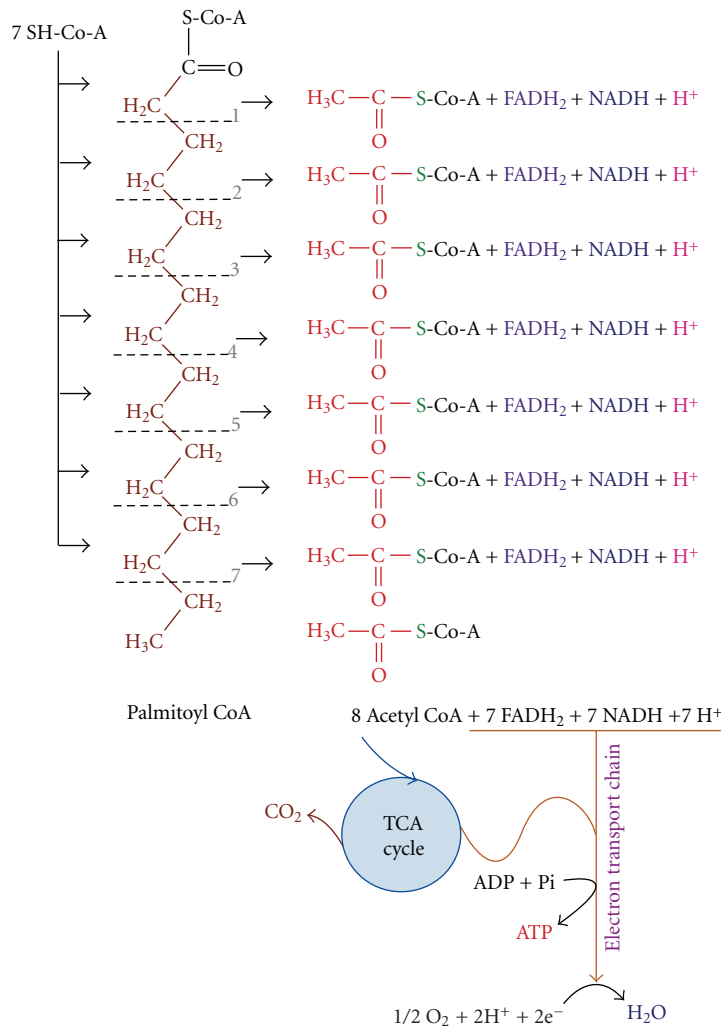 S-Co-A
7 SH-Co-A
C=O
H₂C 1 H₃C—C—S-Co-A + FADH₂ + NADH + H⁺
O
CH₂
H₂C 2 H₃C—C—S-Co-A + FADH₂ + NADH + H⁺
O
CH₂
H₂C 3 H₃C—C—S-Co-A + FADH₂ + NADH + H⁺
O
CH₂
H₂C 4 H₃C—C—S-Co-A + FADH₂ + NADH + H⁺
O
CH₂
H₂C 5 H₃C—C—S-Co-A + FADH₂ + NADH + H⁺
O
CH₂
H₂C 6 H₃C—C—S-Co-A + FADH₂ + NADH + H⁺
O
CH₂
H₂C 7 H₃C—C—S-Co-A + FADH₂ + NADH + H⁺
O
CH₂
H₃C H₃C—C—S-Co-A
O
Palmitoyl CoA
8 Acetyl CoA + 7 FADH₂ + 7 NADH +7 H⁺
CO₂
TCA
cycle
Electron transport chain
ADP + Pi
ATP
1/2 O₂ + 2H⁺ + 2e⁻
H₂O